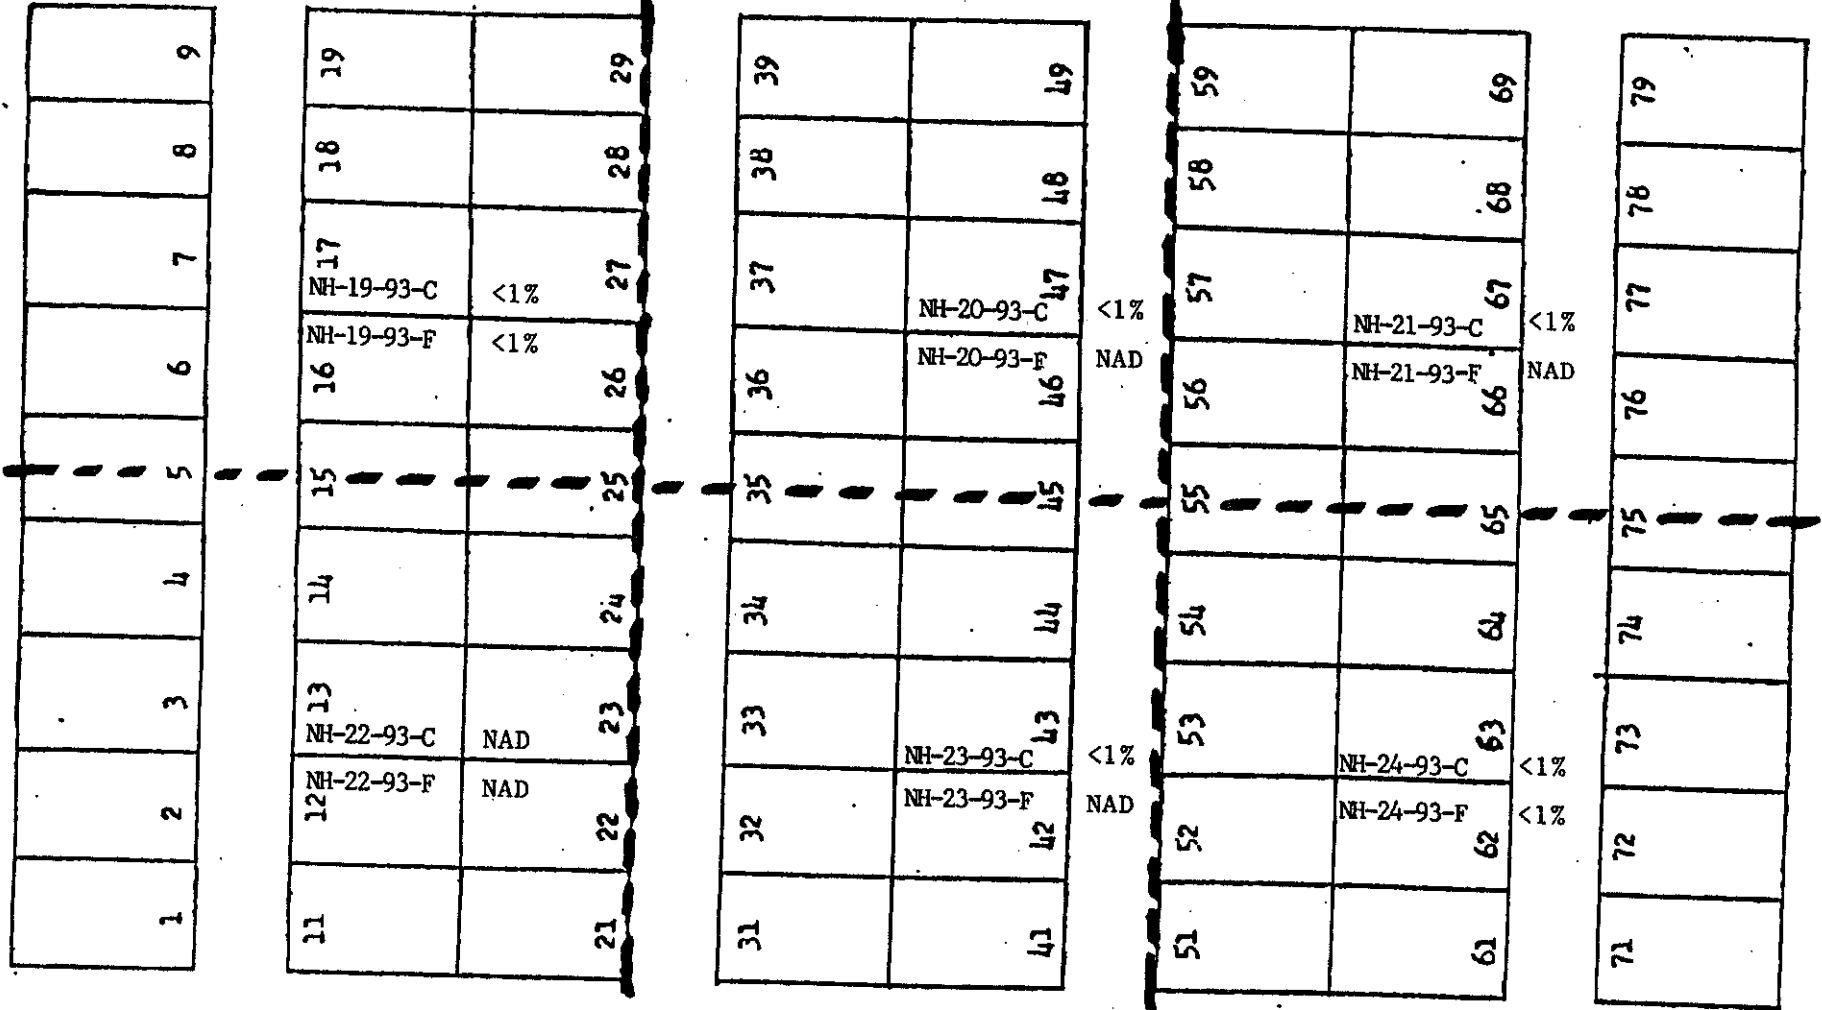 9 19 29 39 49 59 69 79
8 18 28 38 48 58 68 78
7 17 27 37 47 57 67 77
NH-19-93-C <1% NH-20-93-C <1% NH-21-93-C <1%
NH-19-93-F <1% NH-20-93-F NAD NH-21-93-F NAD
6 16 26 36 46 56 66 76
5 15 25 35 45 55 65 75
4 14 24 34 44 54 64 74
3 13 23 33 43 53 63 73
NH-22-93-C NAD NH-23-93-C <1% NH-24-93-C <1%
NH-22-93-F NAD NH-23-93-F NAD NH-24-93-F <1%
2 12 22 32 42 52 62 72
1 11 21 31 41 51 61 71